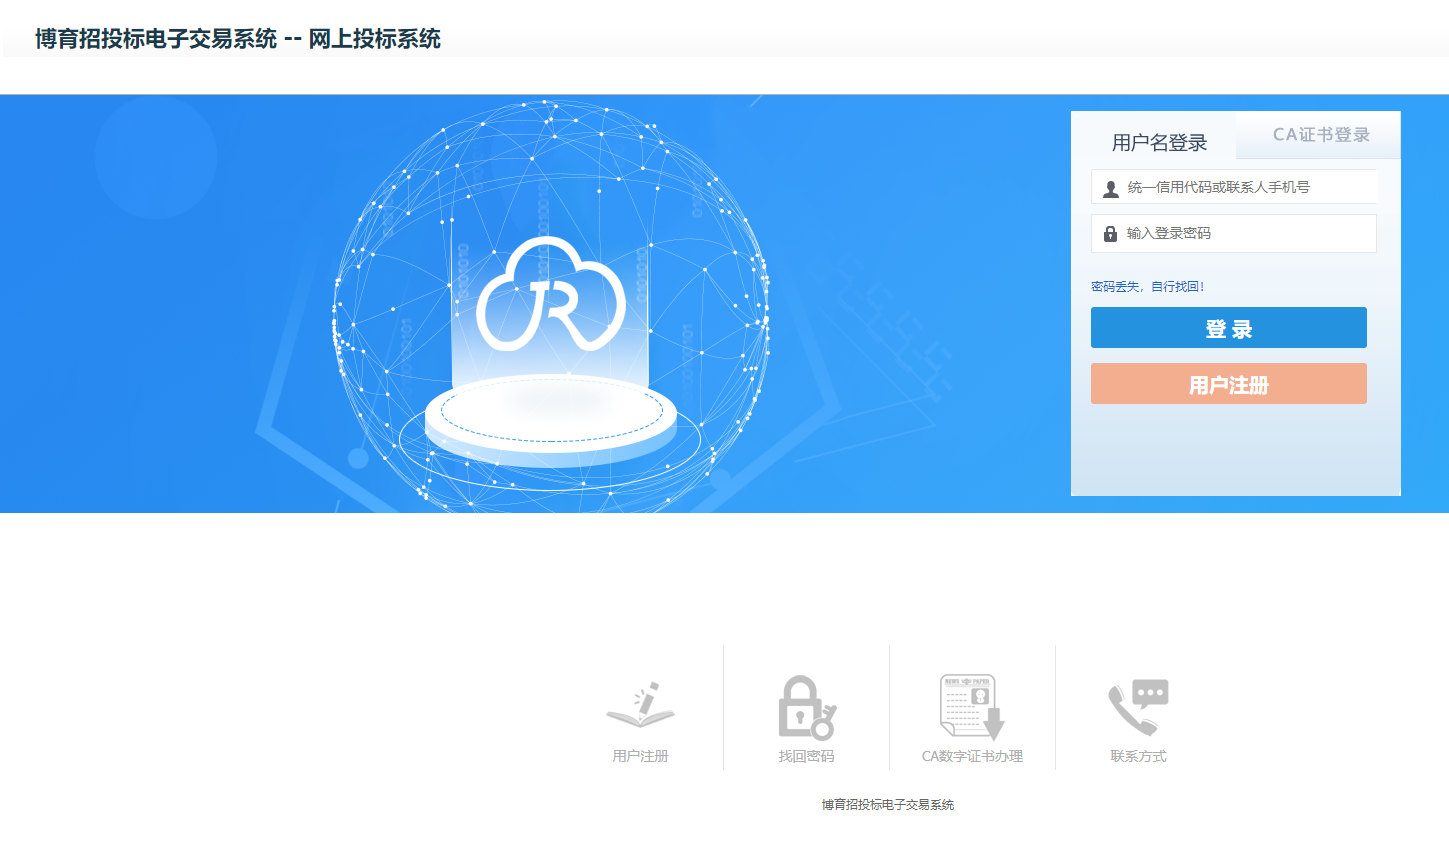 博育招投标电子交易系统 -- 网上投标系统
用户名登录
CA证书登录
统一信用代码或联系人手机号
输入登录密码
密码丢失，自行找回!
登 录
用户注册
JR
NEWS PAPER
用户注册
找回密码
CA数字证书办理
联系方式
博育招投标电子交易系统